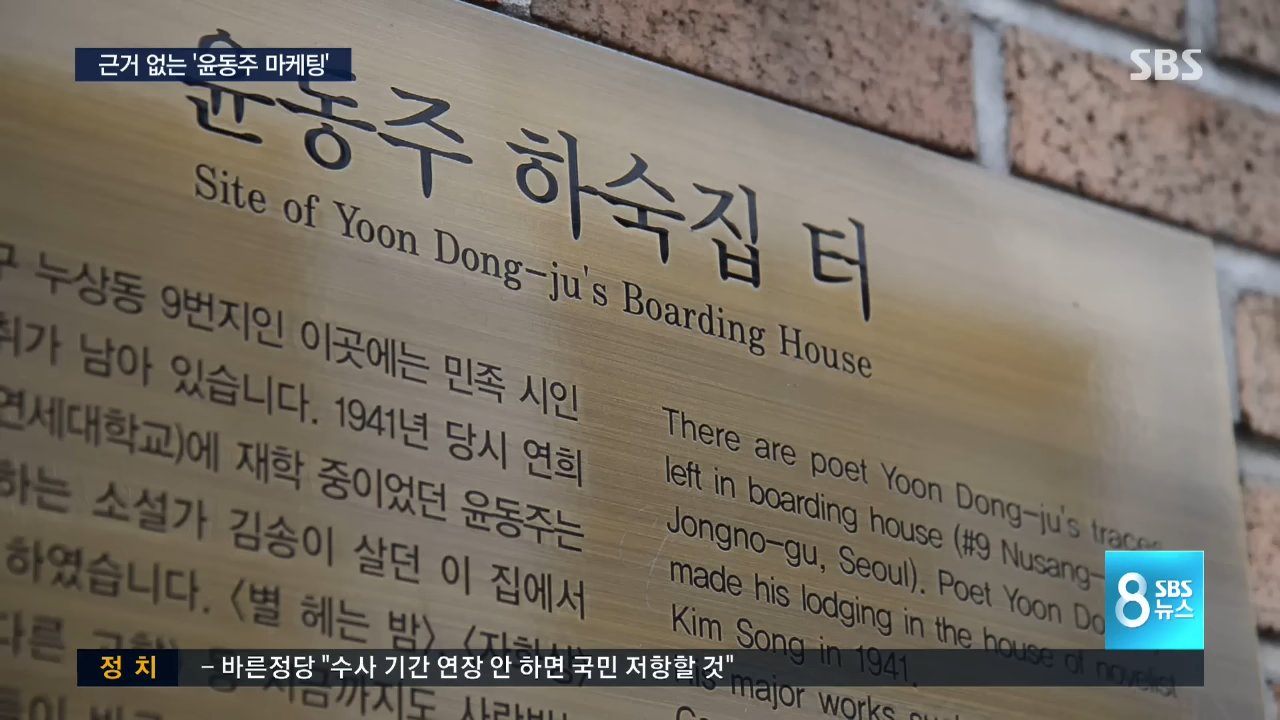 근거 없는 '윤동주 마케팅'
SBS
윤동주 하숙집 터
Site of Yoon Dong-ju's Boarding House
구 누상동 9번지인 이곳에는 민족 시인
취가 남아 있습니다. 1941년 당시 연희
연세대학교)에 재학 중이었던 윤동주는
하는 소설가 김송이 살던 이 집에서
하였습니다. 〈별 헤는 밤〉, 〈자화상〉
There are poet Yoon Dong-ju's traces
left in boarding house (#9 Nusang-
Jongno-gu, Seoul). Poet Yoon Do
made his lodging in the house of novelist
Kim Song in 1941.
major works
8 SBS
뉴스
정치 – 바른정당 "수사 기간 연장 안 하면 국민 저항할 것"